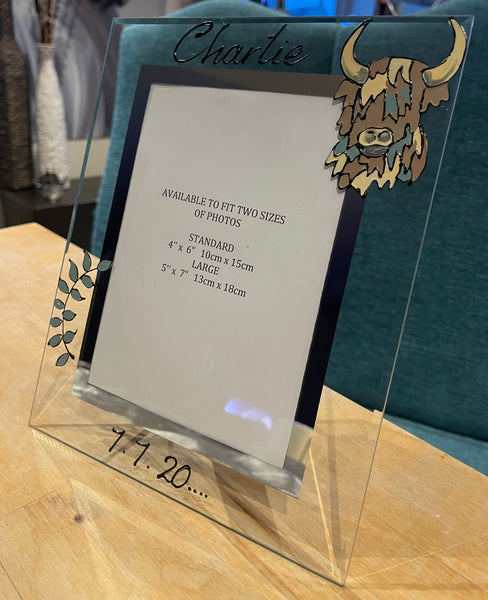 Charlie
AVAILABLE TO FIT TWO SIZES
OF PHOTOS
STANDARD
4" x 6" 10cm x 15cm
LARGE
5" x 7" 13cm x 18cm
1.1.20....